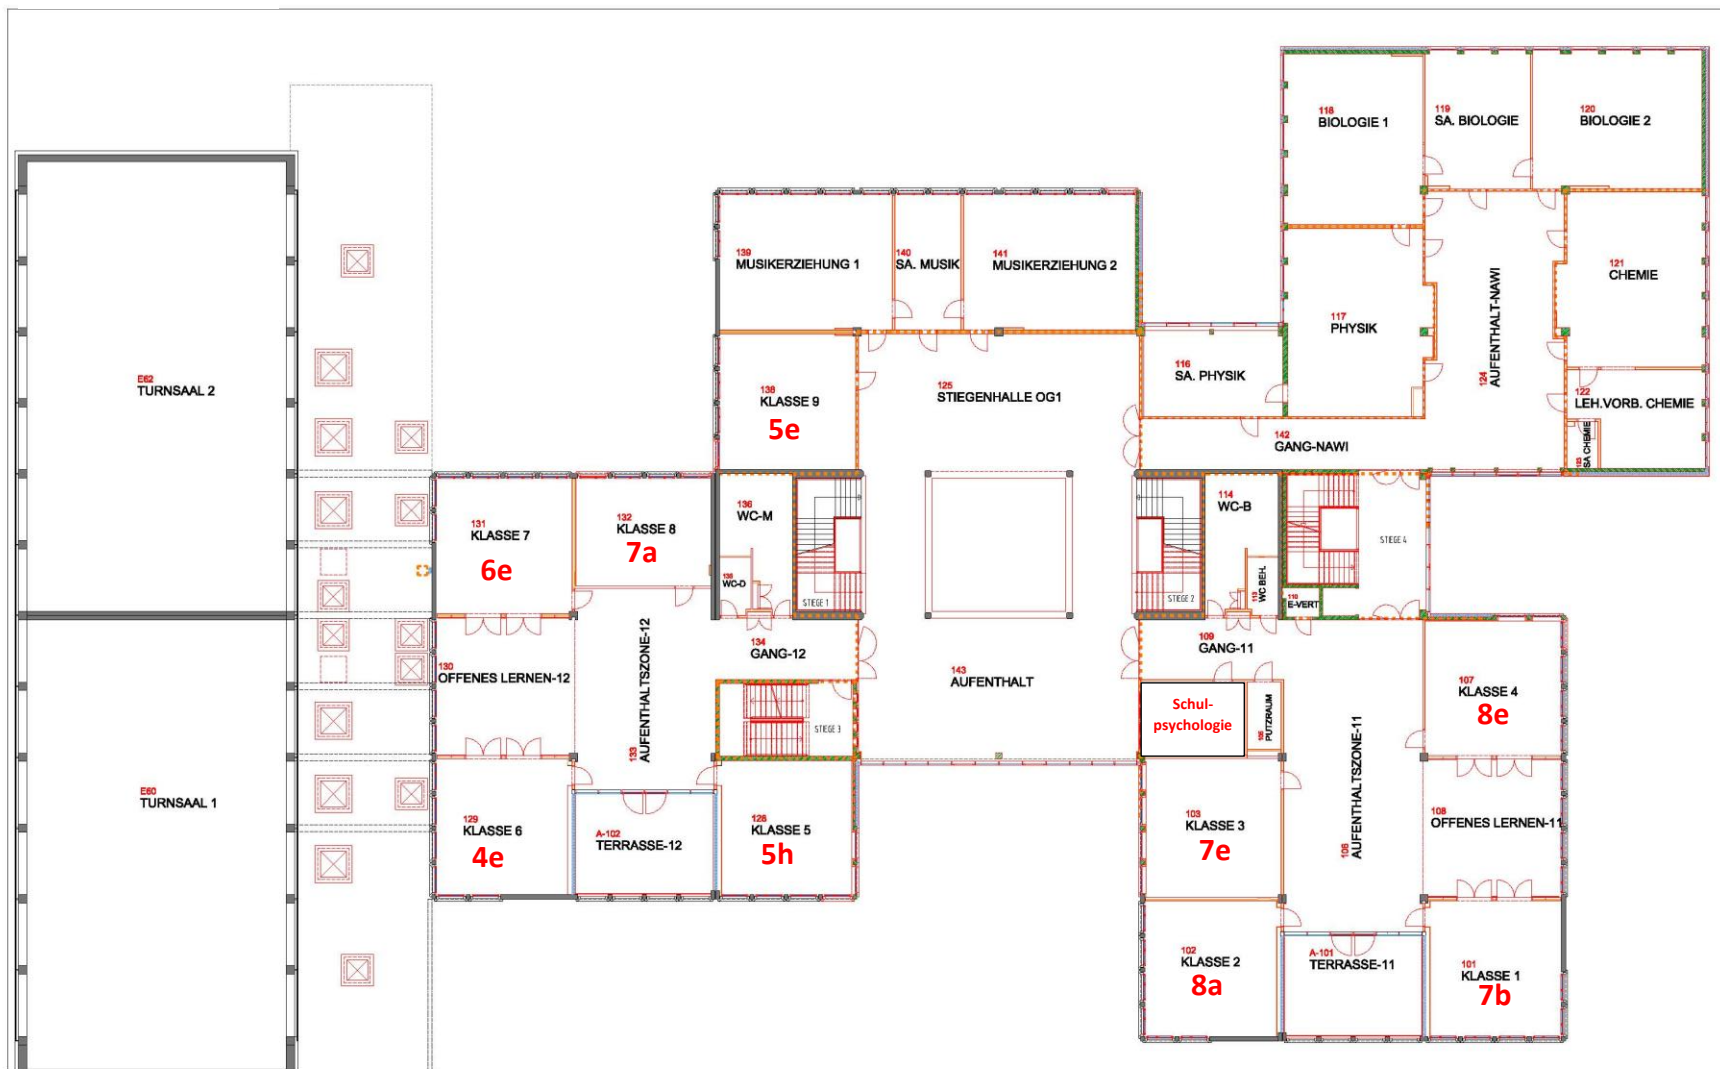 118
BIOLOGIE 1
119
SA. BIOLOGIE
120
BIOLOGIE 2
139
MUSIKERZIEHUNG 1
140
SA. MUSIK
141
MUSIKERZIEHUNG 2
121
CHEMIE
117
PHYSIK
124
AUFENTHALT-NAWI
E62
TURNSAAL 2
138
KLASSE 9
5e
125
STIEGENHALLE OG1
116
SA. PHYSIK
122
LEH.VORB. CHEMIE
SA CHEMIE
142
GANG-NAWI
131
KLASSE 7
6e
132
KLASSE 8
7a
136
WC-M
WC-D
STIEGE 1
STIEGE 2
114
WC-B
WC BEH.
110
E-VERT
STIEGE 4
130
OFFENES LERNEN-12
133
AUFENTHALTSZONE-12
134
GANG-12
STIEGE 3
143
AUFENTHALT
109
GANG-11
Schul-
psychologie
PUTZRAUM
106
AUFENTHALTSZONE-11
107
KLASSE 4
8e
E60
TURNSAAL 1
129
KLASSE 6
4e
A-102
TERRASSE-12
128
KLASSE 5
5h
103
KLASSE 3
7e
108
OFFENES LERNEN-11
102
KLASSE 2
8a
A-101
TERRASSE-11
101
KLASSE 1
7b